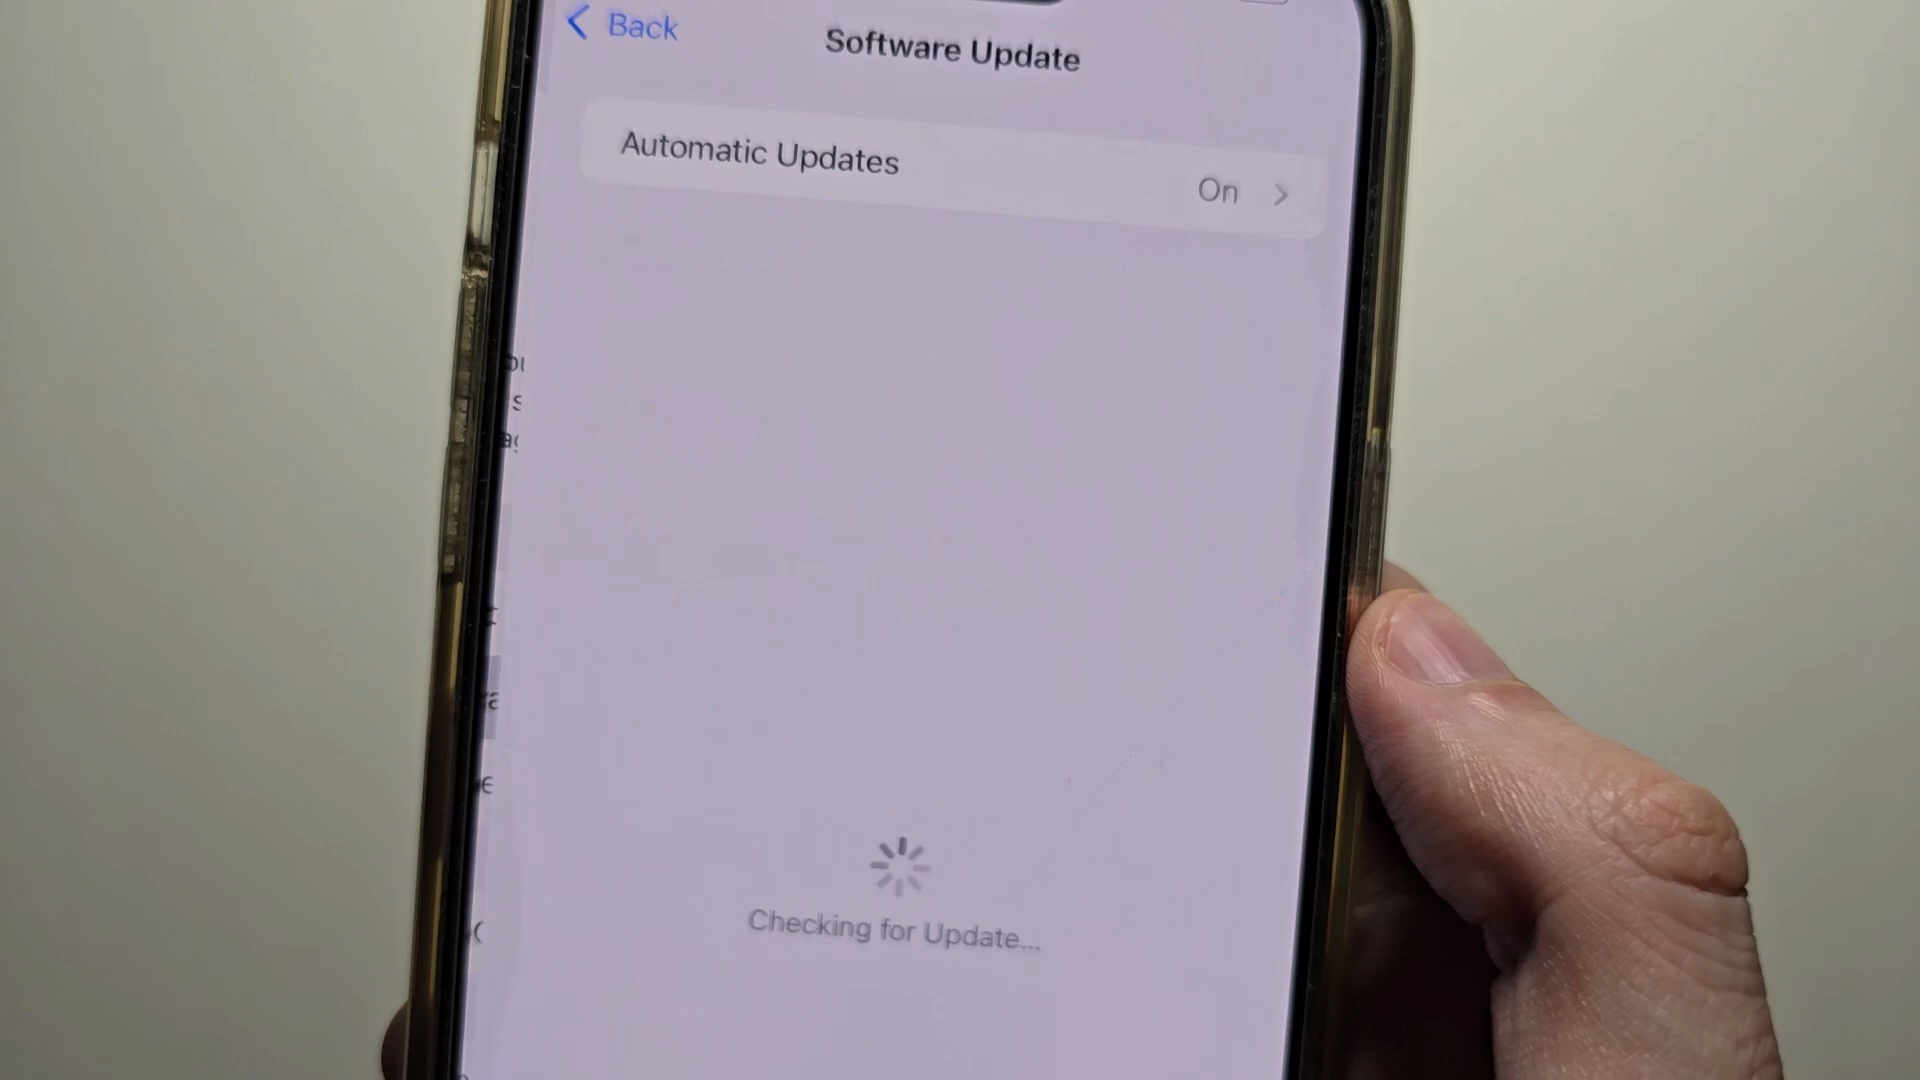 Back
Software Update
Automatic Updates
On
Checking for Update...